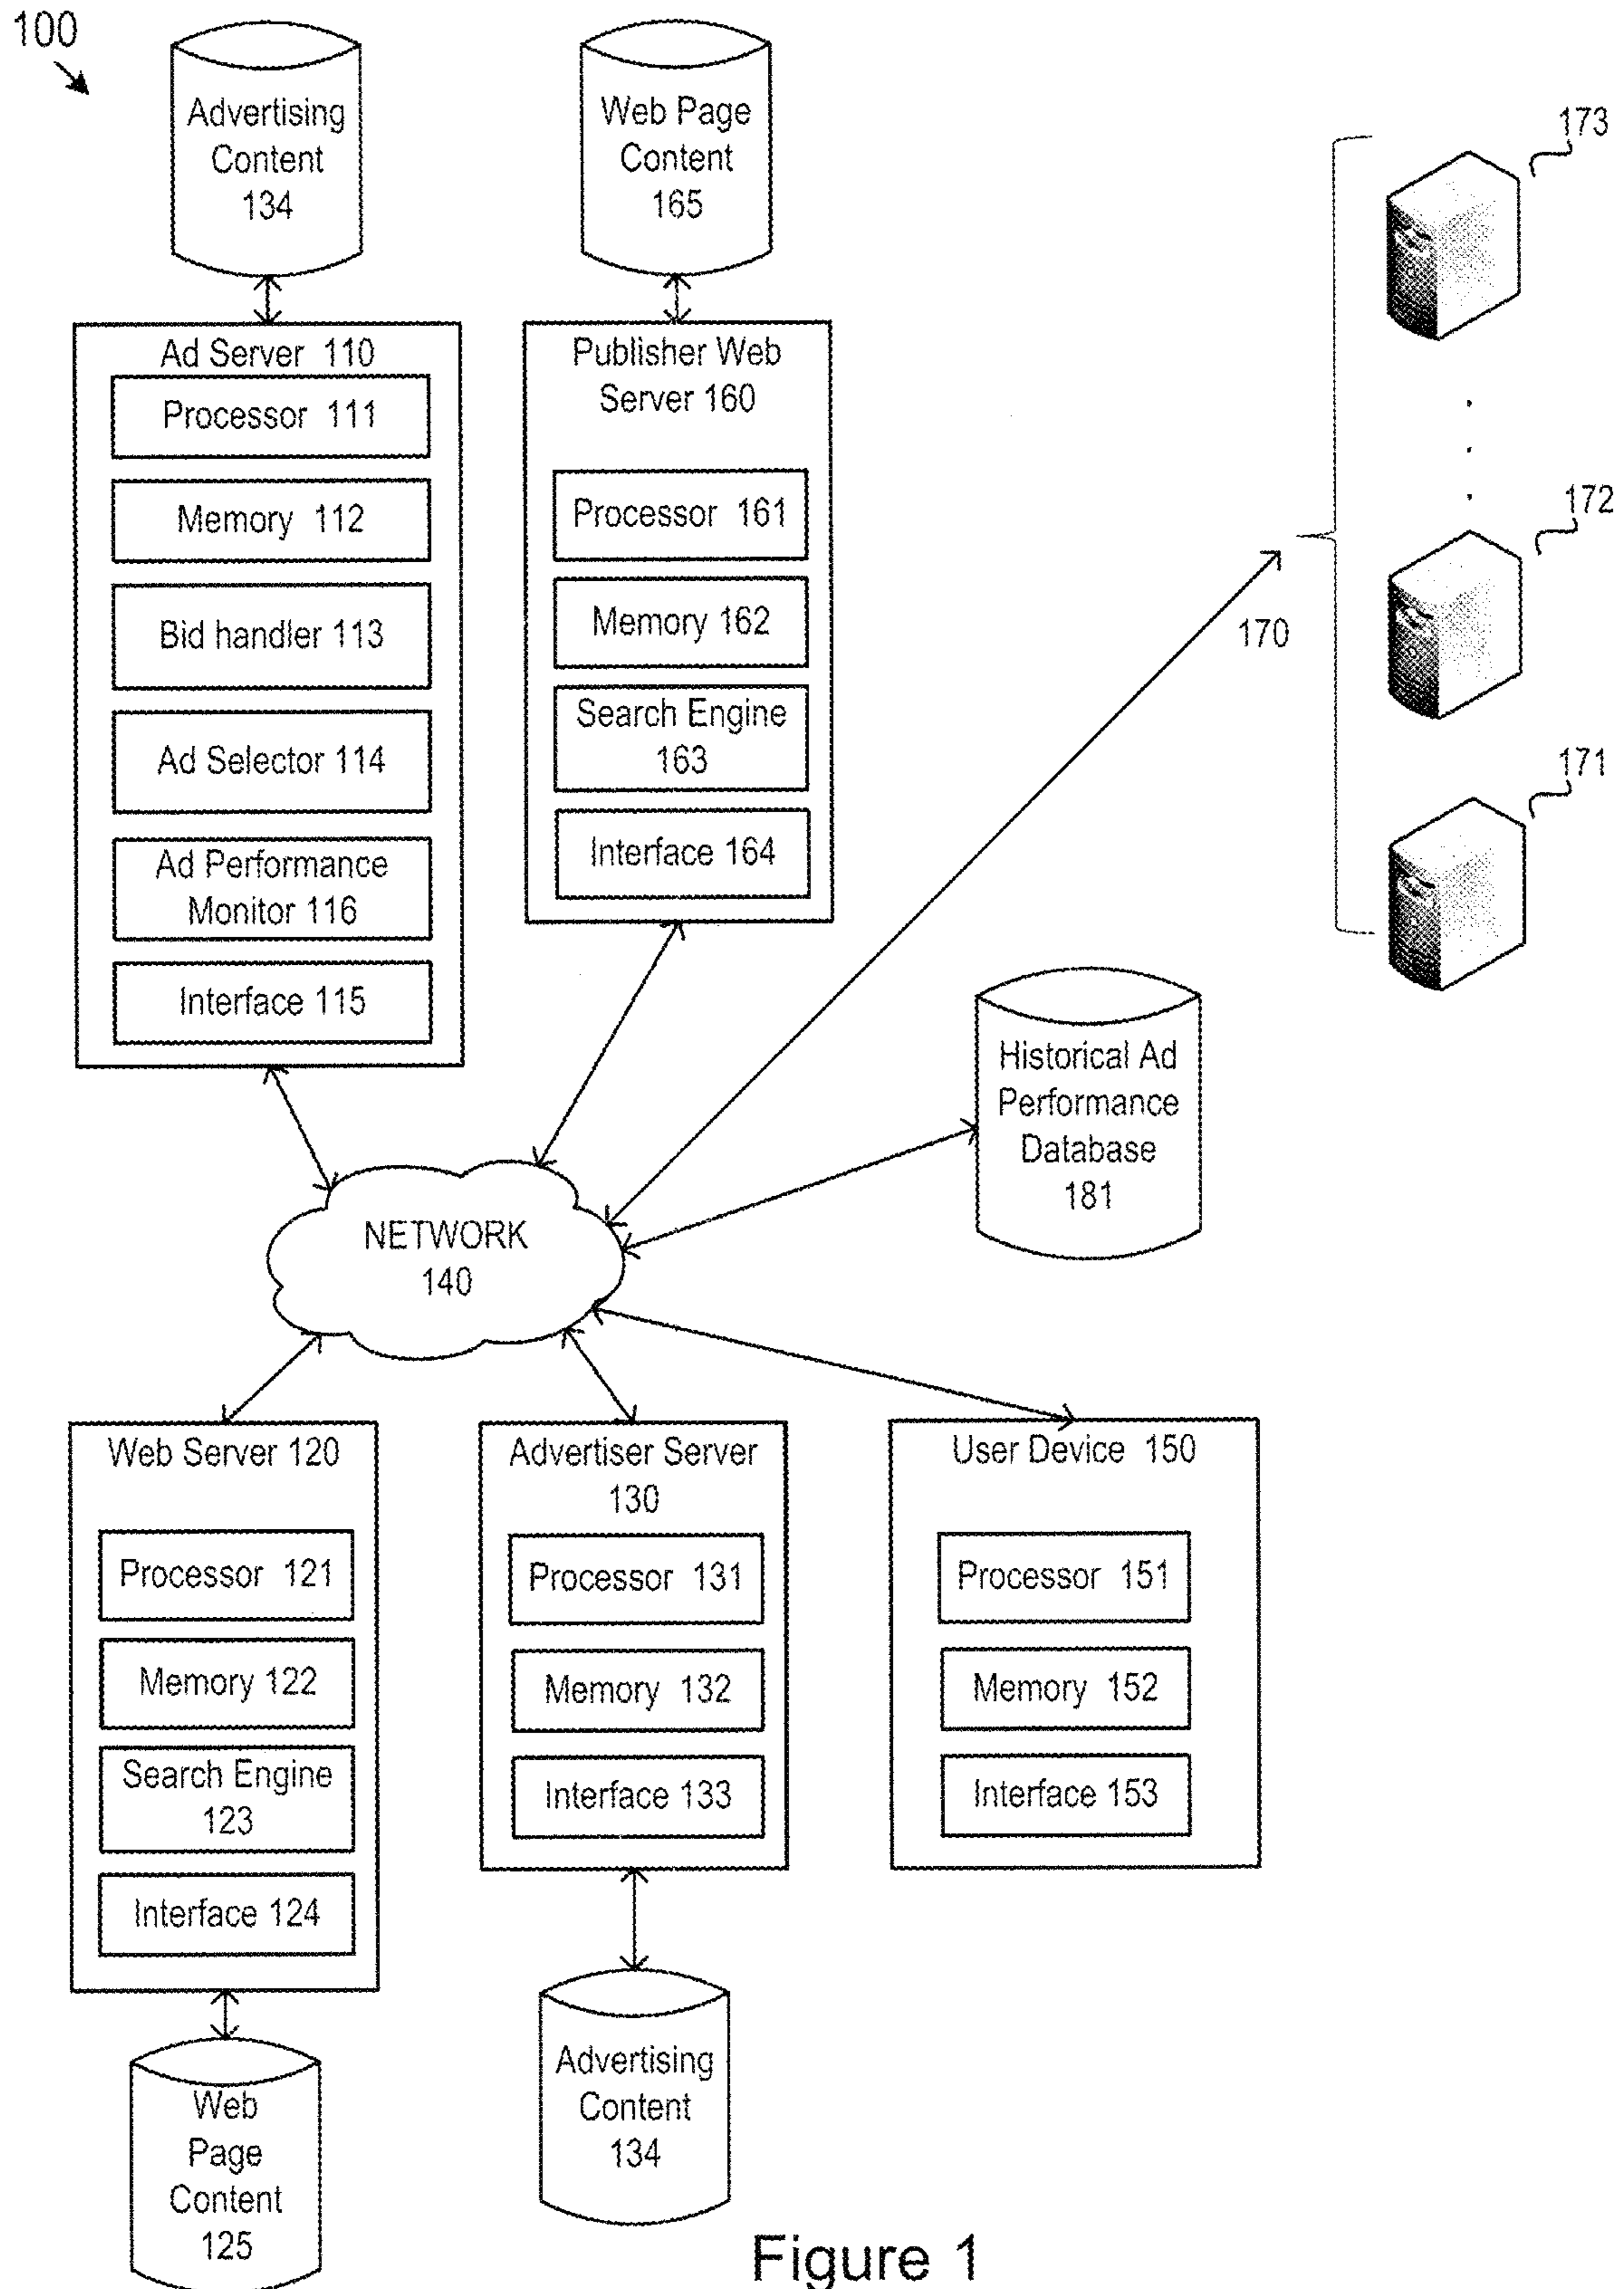 100
Advertising
Content
134
Web Page
Content
165
173
172
171
170
Ad Server 110
Processor 111
Memory 112
Bid handler 113
Ad Selector 114
Ad Performance
Monitor 116
Interface 115
Publisher Web
Server 160
Processor 161
Memory 162
Search Engine
163
Interface 164
Historical Ad
Performance
Database
181
NETWORK
140
Web Server 120
Processor 121
Memory 122
Search Engine
123
Interface 124
Web
Page
Content
125
Advertiser Server
130
Processor 131
Memory 132
Interface 133
Advertising
Content
134
User Device 150
Processor 151
Memory 152
Interface 153
Figure 1